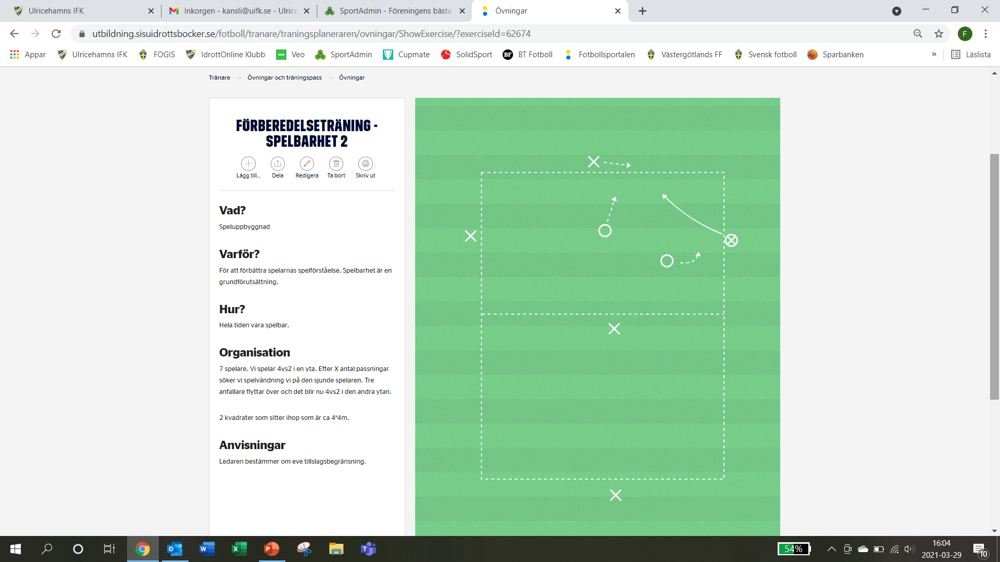 Ulricehamns IFK
Inkorgen - kansli@uifk.se - Ulrice
SportAdmin - Föreningens bästa
Övningar
utbildning.sisuidrottsbocker.se/fotboll/tranare/traningsplaneraren/ovningar/ShowExercise/?exerciseId=62674
F
Appar
Ulricehamns IFK
FOGIS
IdrottOnline Klubb
veo
Veo
SportAdmin
Cupmate
SolidSport
BF
BT Fotboll
Fotbollsportalen
Västergötlands FF
Svensk fotboll
Sparbanken
»
Läslista
Tränare → Övningar och träningspass → Övningar
FÖRBEREDELSETRÄNING -
SPELBARHET 2
Lägg till...
Dela
Redigera
Ta bort
Skriv ut
Vad?
Speluppbyggnad
Varför?
För att förbättra spelarnas spelförståelse. Spelbarhet är en
grundförutsättning.
Hur?
Hela tiden vara spelbar.
Organisation
7 spelare. Vi spelar 4vs2 i en yta. Efter X antal passningar
söker vi spelvändning vi på den sjunde spelaren. Tre
anfallare flyttar över och det blir nu 4vs2 i den andra ytan.
2 kvadrater som sitter ihop som är ca 4*4m.
Anvisningar
Ledaren bestämmer om eve tillslagsbegränsning.
54%
16:04
2021-03-29
10